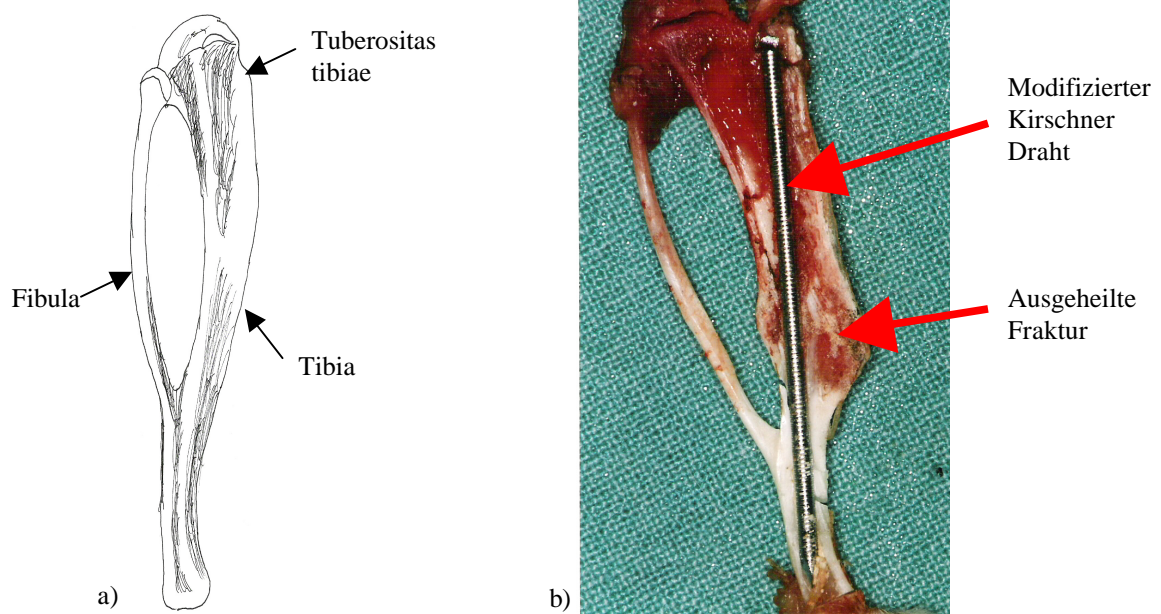 Tuberositas
tibiae
Fibula
Tibia
a)
Modifizierter
Kirschner
Draht
Ausgeheilte
Fraktur
b)